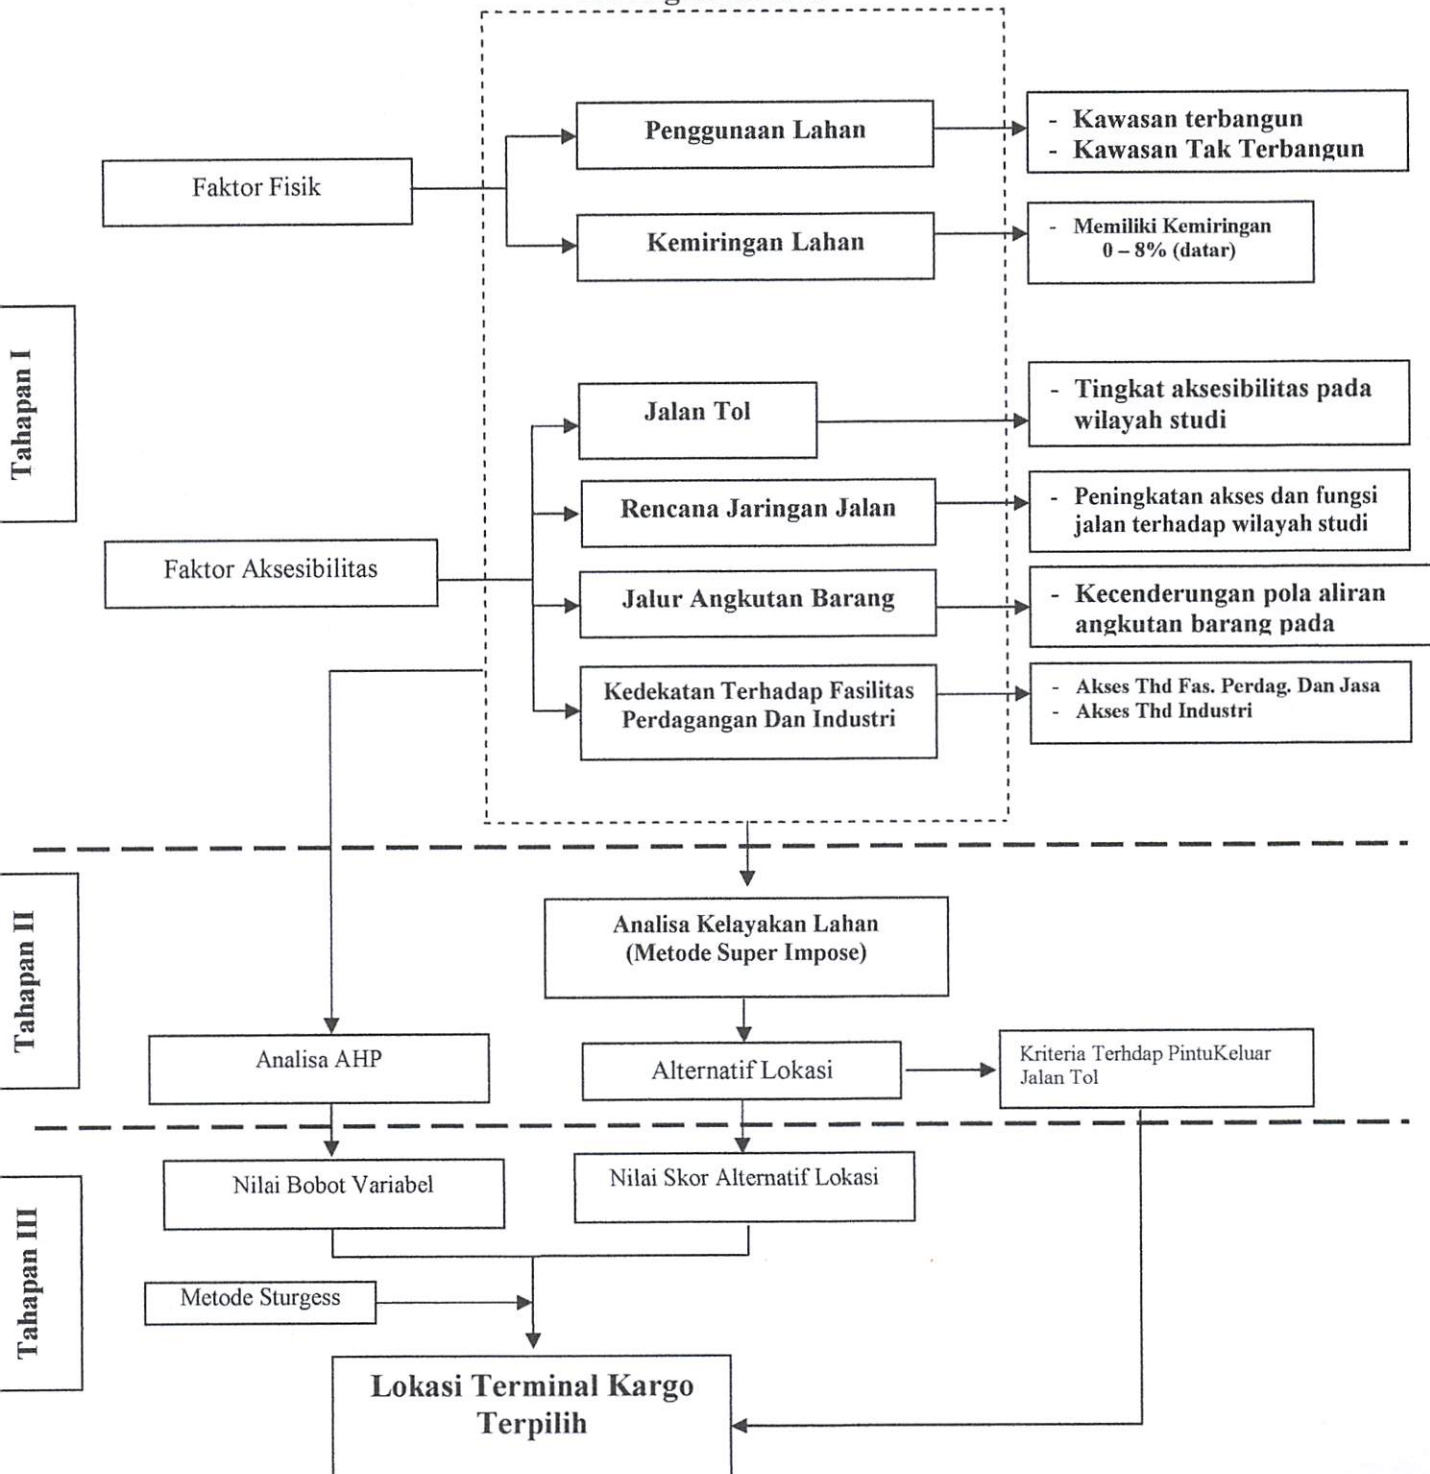 Penggunaan Lahan
- Kawasan terbangun
- Kawasan Tak Terbangun
Faktor Fisik
Kemiringan Lahan
- Memiliki Kemiringan
0 – 8% (datar)
Tahapan I
Jalan Tol
- Tingkat aksesibilitas pada
wilayah studi
Rencana Jaringan Jalan
- Peningkatan akses dan fungsi
jalan terhadap wilayah studi
Faktor Aksesibilitas
Jalur Angkutan Barang
- Kecenderungan pola aliran
angkutan barang pada
Kedekatan Terhadap Fasilitas
Perdagangan Dan Industri
- Akses Thd Fas. Perdag. Dan Jasa
- Akses Thd Industri
Tahapan II
Analisa Kelayakan Lahan
(Metode Super Impose)
Analisa AHP
Alternatif Lokasi
Kriteria Terhdap PintuKeluar
Jalan Tol
Tahapan III
Nilai Bobot Variabel
Nilai Skor Alternatif Lokasi
Metode Sturgess
Lokasi Terminal Kargo
Terpilih